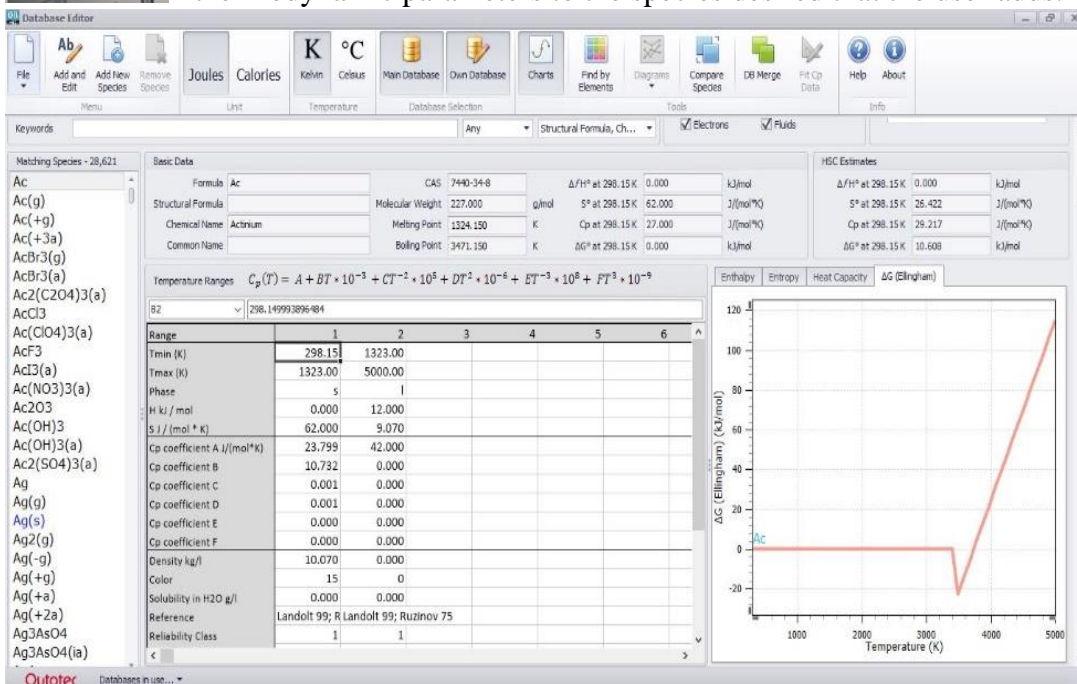 thermodynamic parameters to the species desired that the user adds.
Database Editor
File
Add and Edit
Add New Species
Remove Species
Joules
Calories
K
Kelvin
°C
Celsius
Main Database
Own Database
Charts
Find by Elements
Diagrams
Compare Species
DB Merge
Fit Cp Data
Help
About
Menu
Unit
Temperature
Database Selection
Tools
Info
Keywords
Any
Structural Formula, Ch...
Electrons
Fluids
Matching Species - 28,621
Ac
Ac(g)
Ac(+g)
Ac(+3a)
AcBr3(g)
AcBr3(a)
Ac2(C2O4)3(a)
AcCl3
Ac(ClO4)3(a)
AcF3
AcI3(a)
Ac(NO3)3(a)
Ac2O3
Ac(OH)3
Ac(OH)3(a)
Ac2(SO4)3(a)
Ag
Ag(g)
Ag(s)
Ag2(g)
Ag(-g)
Ag(+g)
Ag(+a)
Ag(+2a)
Ag3AsO4
Ag3AsO4(ia)
Basic Data
Formula Ac CAS 7440-34-8 ΔfH° at 298.15 K 0.000 kJ/mol
Structural Formula Molecular Weight 227.000 g/mol S° at 298.15 K 62.000 J/(mol*K)
Chemical Name Actinium Melting Point 1324.150 K Cp at 298.15 K 27.000 J/(mol*K)
Common Name Boiling Point 3471.150 K ΔG° at 298.15 K 0.000 kJ/mol
HSC Estimates
ΔfH° at 298.15 K 0.000 kJ/mol
S° at 298.15 K 26.422 J/(mol*K)
Cp at 298.15 K 29.217 J/(mol*K)
ΔG° at 298.15 K 10.608 kJ/mol
Temperature Ranges Cp(T) = A + BT * 10⁻³ + CT⁻² * 10⁵ + DT² * 10⁻⁶ + ET⁻³ * 10⁸ + FT³ * 10⁻⁹
B2 298.149993896484
Range 1 2 3 4 5 6
Tmin (K) 298.15 1323.00
Tmax (K) 1323.00 5000.00
Phase s l
H kJ / mol 0.000 12.000
S J / (mol * K) 62.000 9.070
Cp coefficient A J/(mol*K) 23.799 42.000
Cp coefficient B 10.732 0.000
Cp coefficient C 0.001 0.000
Cp coefficient D 0.001 0.000
Cp coefficient E 0.000 0.000
Cp coefficient F 0.000 0.000
Density kg/l 10.070 0.000
Color 15 0
Solubility in H2O g/l 0.000 0.000
Reference Landolt 99; R Landolt 99; Ruzinov 75
Reliability Class 1 1
Enthalpy Entropy Heat Capacity ΔG (Ellingham)
ΔG (Ellingham) (kJ/mol)
120
100
80
60
40
20
0
-20
Ac
1000 2000 3000 4000 5000
Temperature (K)
Outotec Databases in use...